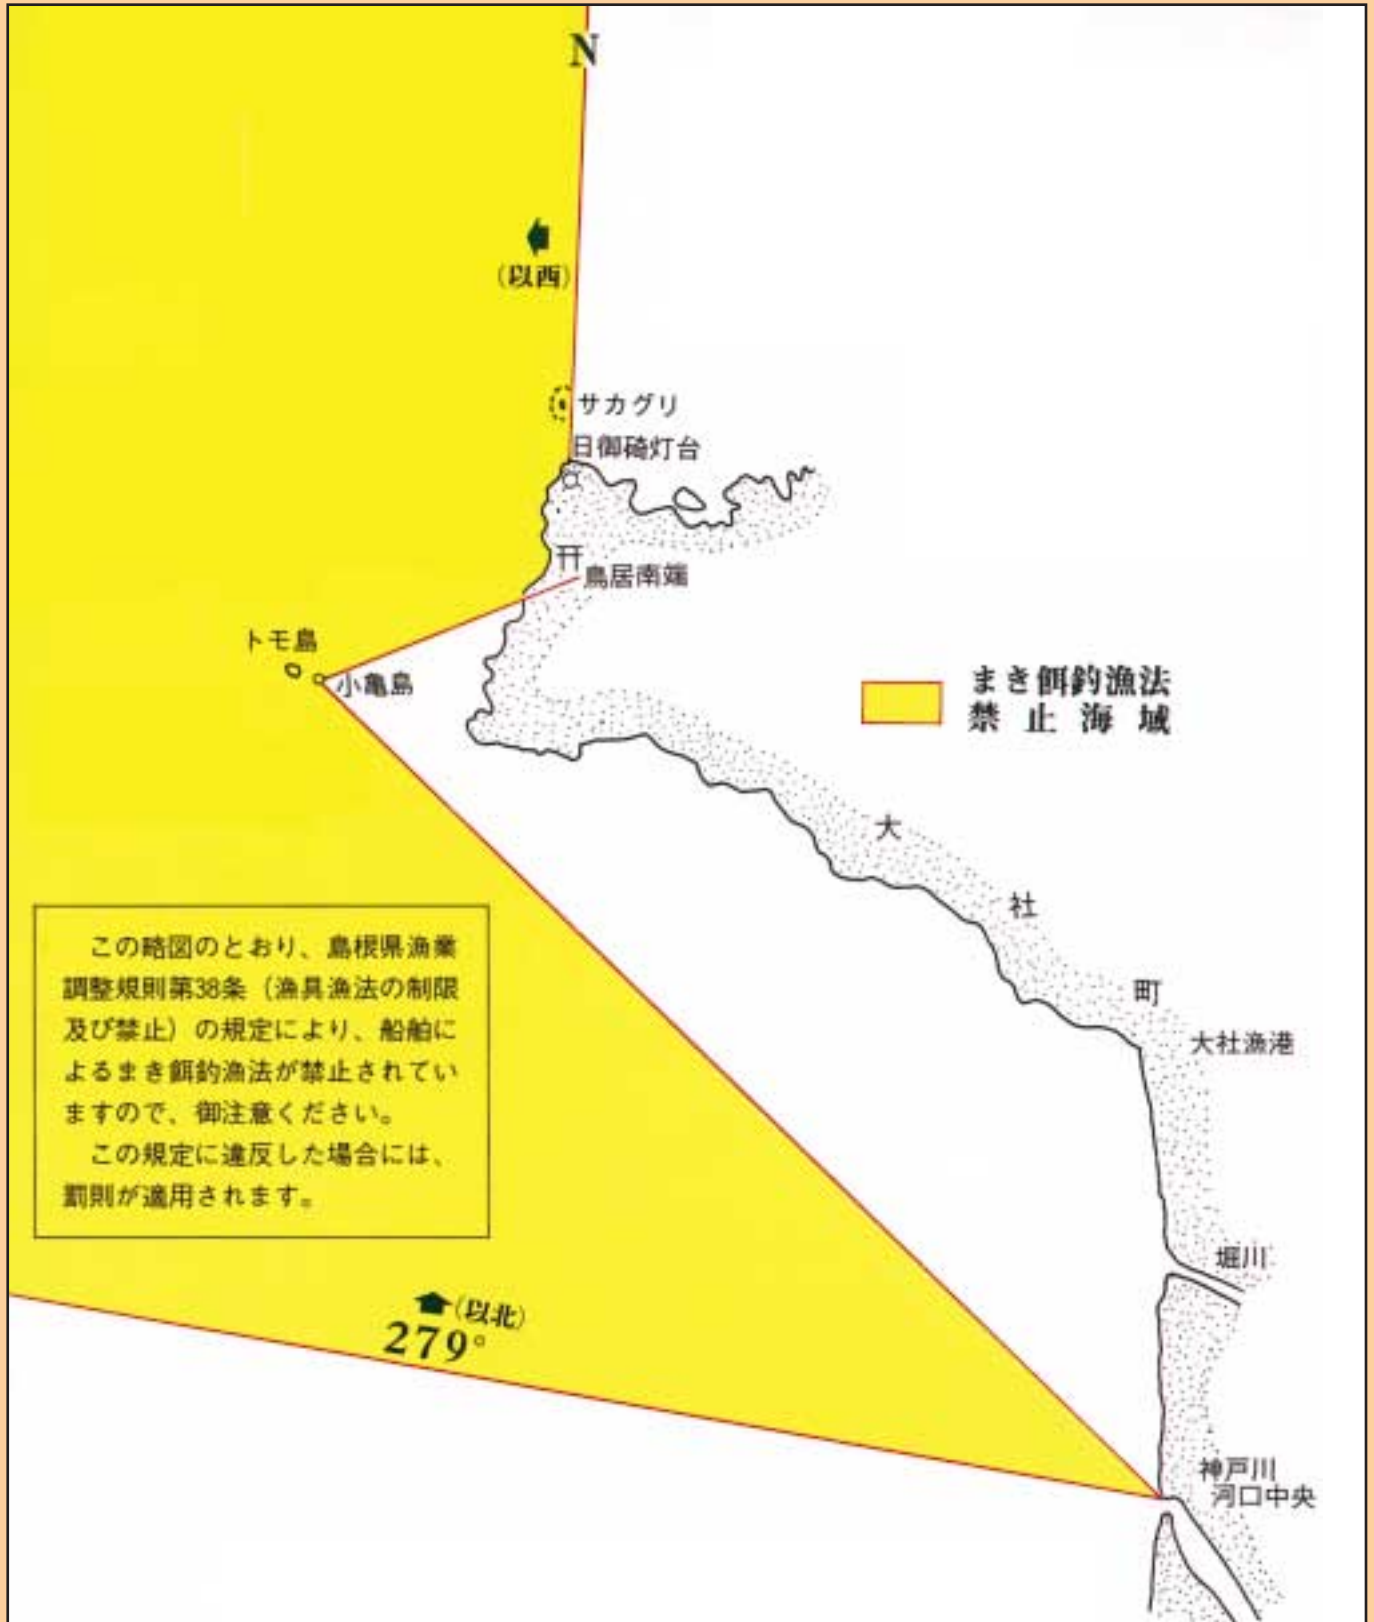 N
(以西)
サカグリ
日御碕灯台
鳥居南端
トモ島
小亀島
まき餌釣漁法
禁止海域
大
社
町
大社漁港
この略図のとおり、島根県漁業
調整規則第38条(漁具漁法の制限
及び禁止)の規定により、船舶に
よるまき餌釣漁法が禁止されてい
ますので、御注意ください。
この規定に違反した場合には、
罰則が適用されます。
堀川
(以北)
279°
神戸川
河口中央